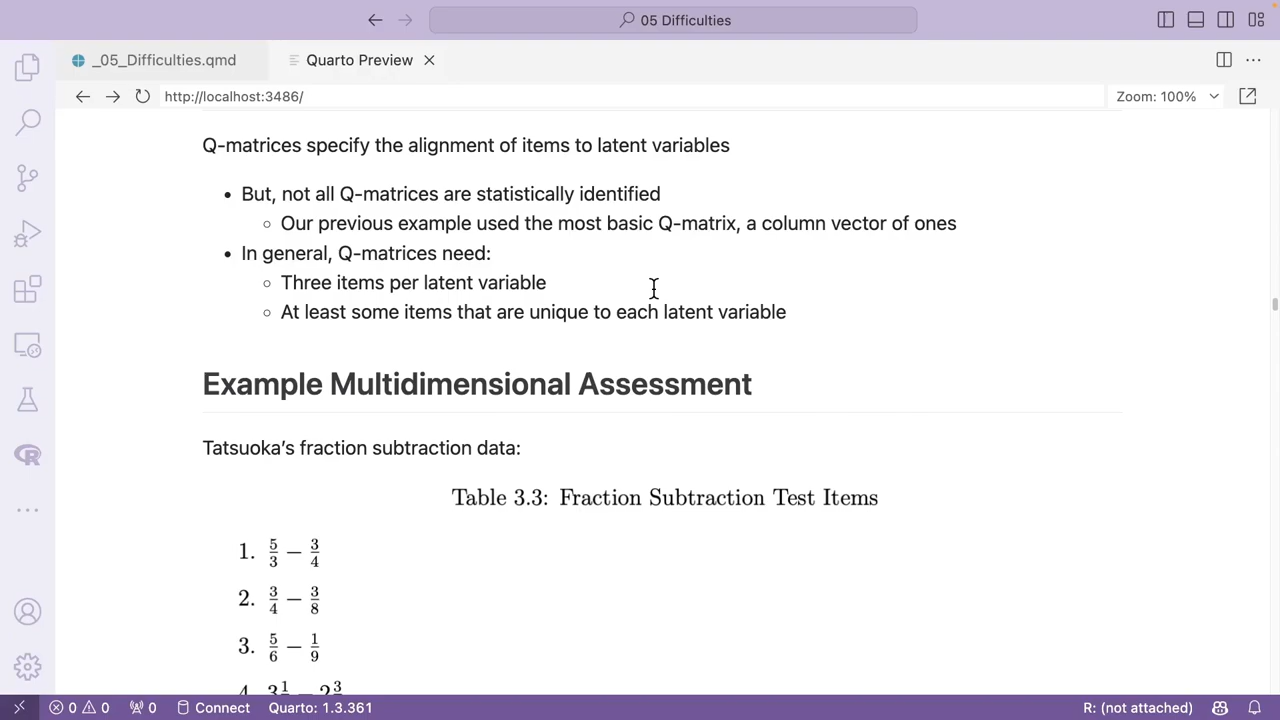 05 Difficulties
_05_Difficulties.qmd
Quarto Preview
http://localhost:3486/
Zoom: 100%
Q-matrices specify the alignment of items to latent variables
• But, not all Q-matrices are statistically identified
◦ Our previous example used the most basic Q-matrix, a column vector of ones
• In general, Q-matrices need:
◦ Three items per latent variable
◦ At least some items that are unique to each latent variable
Example Multidimensional Assessment
Tatsuoka’s fraction subtraction data:
Table 3.3: Fraction Subtraction Test Items
1. 5/3 − 3/4
2. 3/4 − 3/8
3. 5/6 − 1/9
0 0 0 Connect Quarto: 1.3.361 R: (not attached)